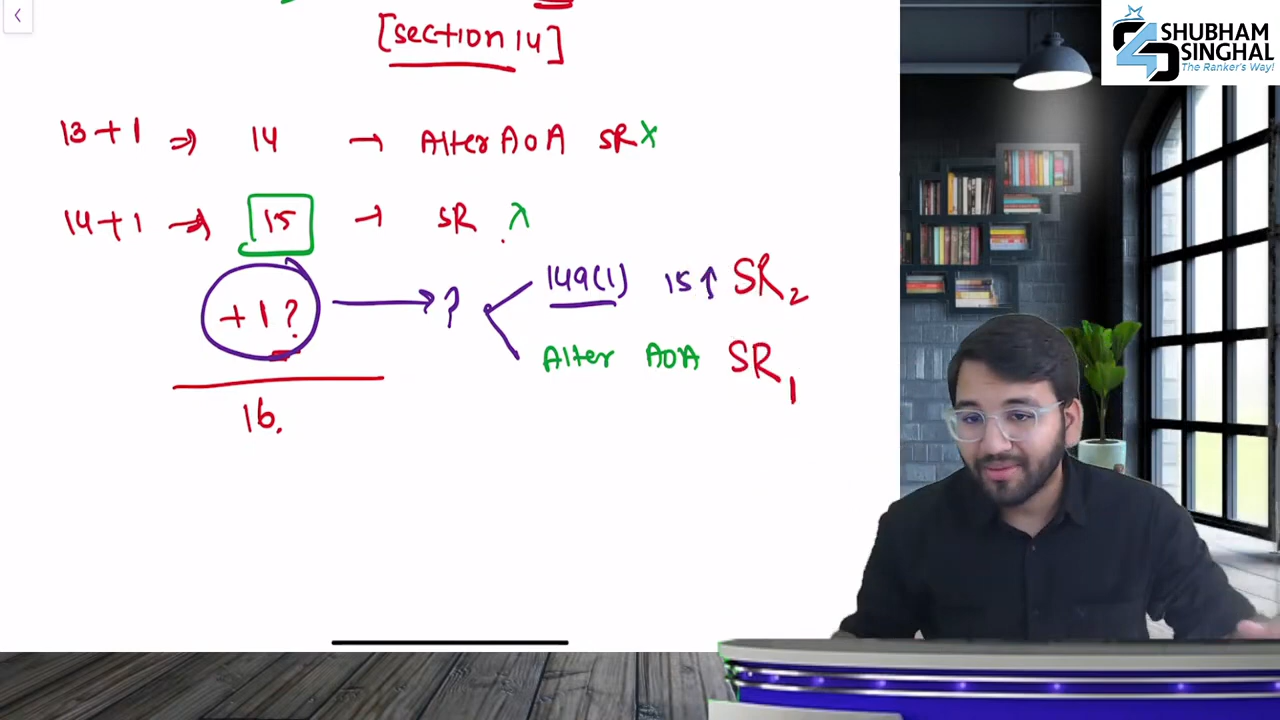 [section 14]
13+1 ⇒ 14 → Alter AOA SR X
14+1 ⇒ 15 → SR X
+1 ? → ? < 149(1) 15↑ SR2
Alter AOA SR1
16.
SHUBHAM
SINGHAL
The Ranker's Way!